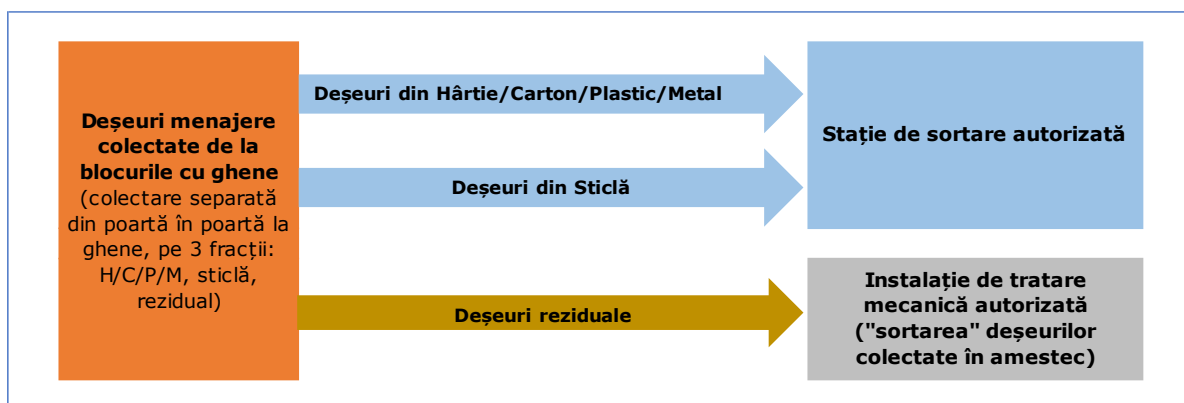 Deșeuri menajere
colectate de la
blocurile cu ghene
(colectare separată
din poartă în poartă la
ghene, pe 3 fracții:
H/C/P/M, sticlă,
rezidual)
Deșeuri din Hârtie/Carton/Plastic/Metal
Deșeuri din Sticlă
Deșeuri reziduale
Stație de sortare autorizată
Instalație de tratare
mecanică autorizată
("sortarea" deșeurilor
colectate în amestec)